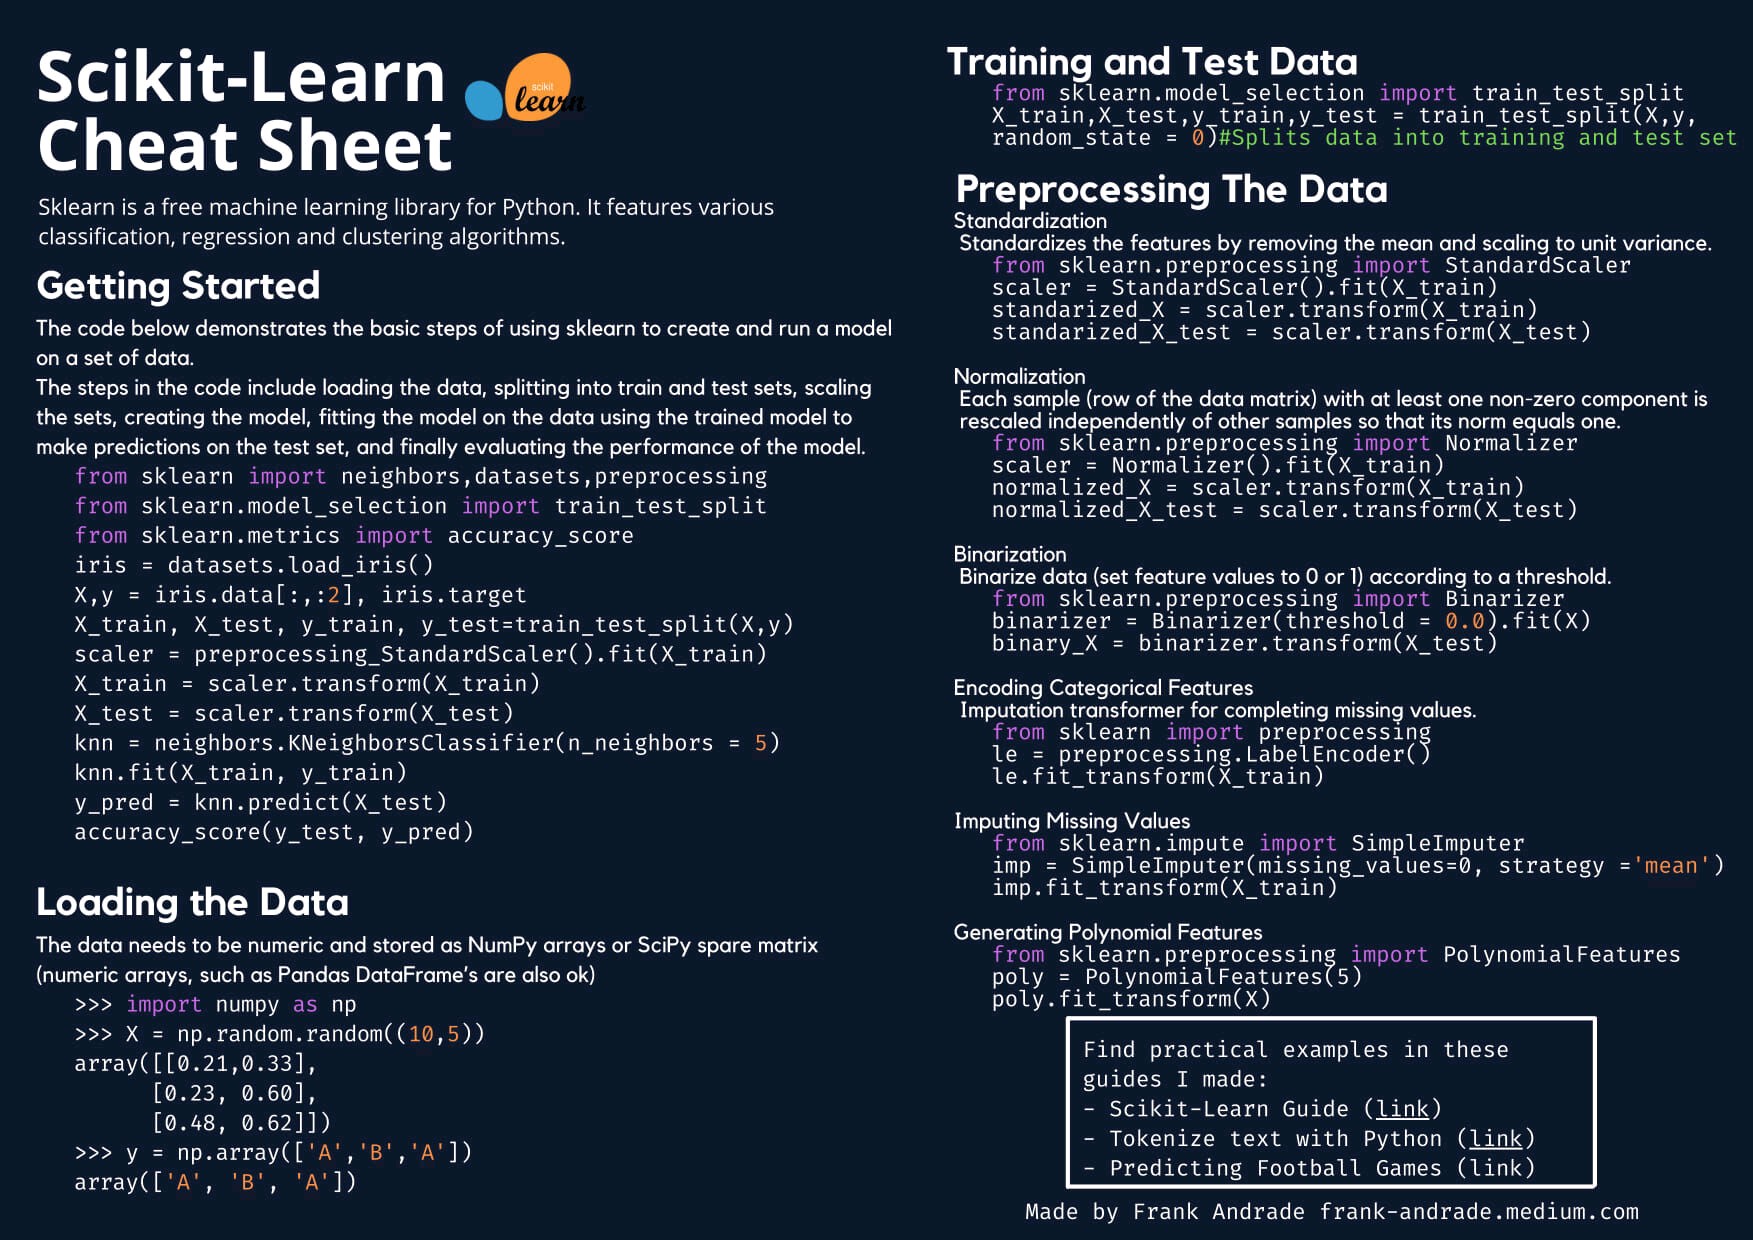 Scikit-Learn
Cheat Sheet
scikit
learn
Sklearn is a free machine learning library for Python. It features various
classification, regression and clustering algorithms.
Getting Started
The code below demonstrates the basic steps of using sklearn to create and run a model
on a set of data.
The steps in the code include loading the data, splitting into train and test sets, scaling
the sets, creating the model, fitting the model on the data using the trained model to
make predictions on the test set, and finally evaluating the performance of the model.
from sklearn import neighbors,datasets,preprocessing
from sklearn.model_selection import train_test_split
from sklearn.metrics import accuracy_score
iris = datasets.load_iris()
X,y = iris.data[:,:2], iris.target
X_train, X_test, y_train, y_test=train_test_split(X,y)
scaler = preprocessing_StandardScaler().fit(X_train)
X_train = scaler.transform(X_train)
X_test = scaler.transform(X_test)
knn = neighbors.KNeighborsClassifier(n_neighbors = 5)
knn.fit(X_train, y_train)
y_pred = knn.predict(X_test)
accuracy_score(y_test, y_pred)
Loading the Data
The data needs to be numeric and stored as NumPy arrays or SciPy spare matrix
(numeric arrays, such as Pandas DataFrame's are also ok)
>>> import numpy as np
>>> X = np.random.random((10,5))
array([[0.21,0.33],
[0.23, 0.60],
[0.48, 0.62]])
>>> y = np.array(['A','B','A'])
array(['A', 'B', 'A'])
Training and Test Data
from sklearn.model_selection import train_test_split
X_train,X_test,y_train,y_test = train_test_split(X,y,
random_state = 0)#Splits data into training and test set
Preprocessing The Data
Standardization
Standardizes the features by removing the mean and scaling to unit variance.
from sklearn.preprocessing import StandardScaler
scaler = StandardScaler().fit(X_train)
standarized_X = scaler.transform(X_train)
standarized_X_test = scaler.transform(X_test)
Normalization
Each sample (row of the data matrix) with at least one non-zero component is
rescaled independently of other samples so that its norm equals one.
from sklearn.preprocessing import Normalizer
scaler = Normalizer().fit(X_train)
normalized_X = scaler.transform(X_train)
normalized_X_test = scaler.transform(X_test)
Binarization
Binarize data (set feature values to 0 or 1) according to a threshold.
from sklearn.preprocessing import Binarizer
binarizer = Binarizer(threshold = 0.0).fit(X)
binary_X = binarizer.transform(X_test)
Encoding Categorical Features
Imputation transformer for completing missing values.
from sklearn import preprocessing
le = preprocessing.LabelEncoder()
le.fit_transform(X_train)
Imputing Missing Values
from sklearn.impute import SimpleImputer
imp = SimpleImputer(missing_values=0, strategy ='mean')
imp.fit_transform(X_train)
Generating Polynomial Features
from sklearn.preprocessing import PolynomialFeatures
poly = PolynomialFeatures(5)
poly.fit_transform(X)
Find practical examples in these
guides I made:
- Scikit-Learn Guide (link)
- Tokenize text with Python (link)
- Predicting Football Games (link)
Made by Frank Andrade frank-andrade.medium.com